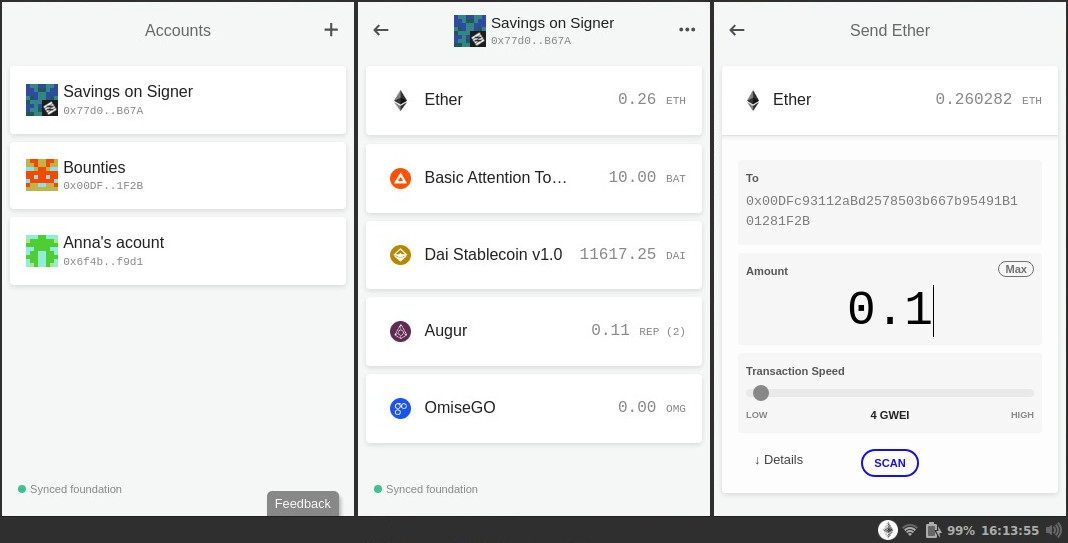 Accounts +
Savings on Signer
0x77d0..B67A
Bounties
0x00DF..1F2B
Anna's acount
0x6f4b..f9d1
Synced foundation
Feedback
Savings on Signer
0x77d0..B67A
Ether 0.26 ETH
Basic Attention To… 10.00 BAT
Dai Stablecoin v1.0 11617.25 DAI
Augur 0.11 REP (2)
OmiseGO 0.00 OMG
Synced foundation
Send Ether
Ether 0.260282 ETH
To
0x00DFc93112aBd2578503b667b95491B1
01281F2B
Amount Max
0.1
Transaction Speed
LOW 4 GWEI HIGH
↓ Details SCAN
99% 16:13:55